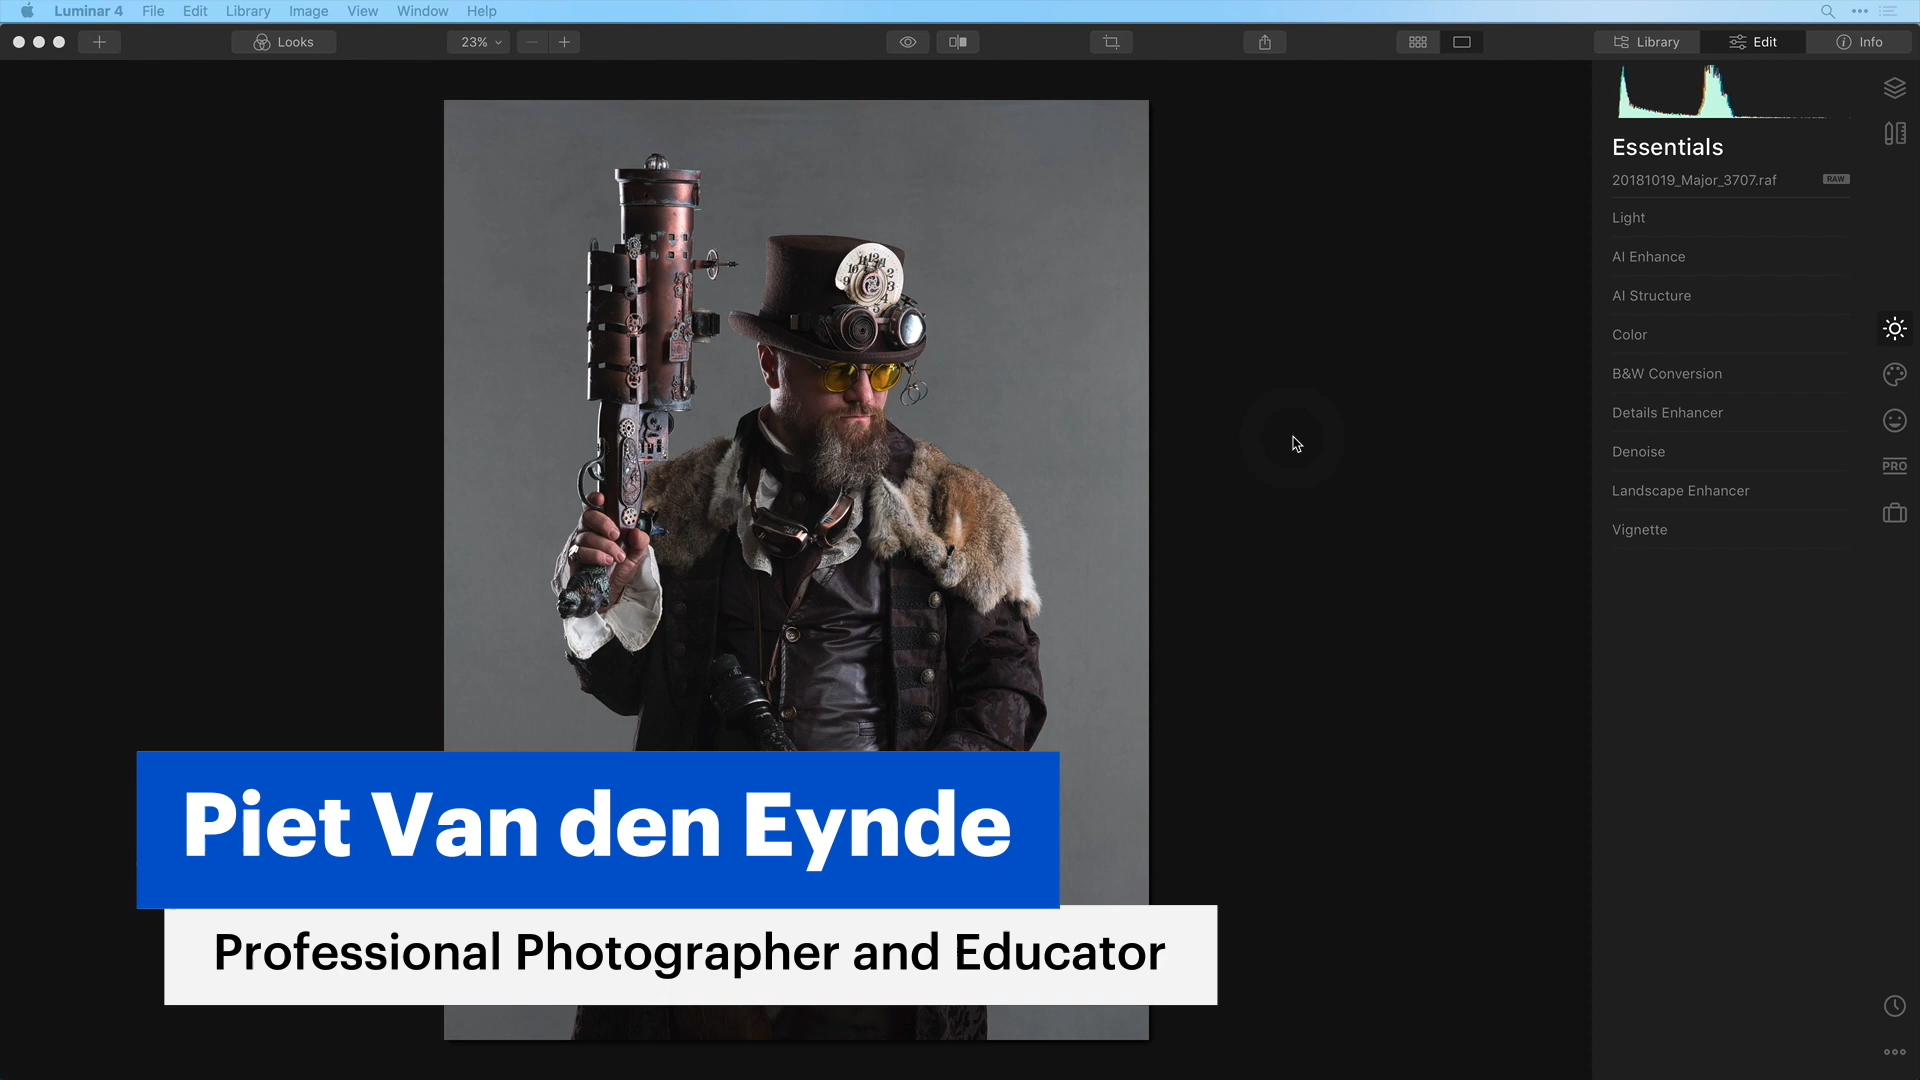 Luminar 4 File Edit Library Image View Window Help
Looks 23% Library Edit Info
Essentials
20181019_Major_3707.raf RAW
Light
AI Enhance
AI Structure
Color
B&W Conversion
Details Enhancer
Denoise
PRO
Landscape Enhancer
Vignette
Piet Van den Eynde
Professional Photographer and Educator